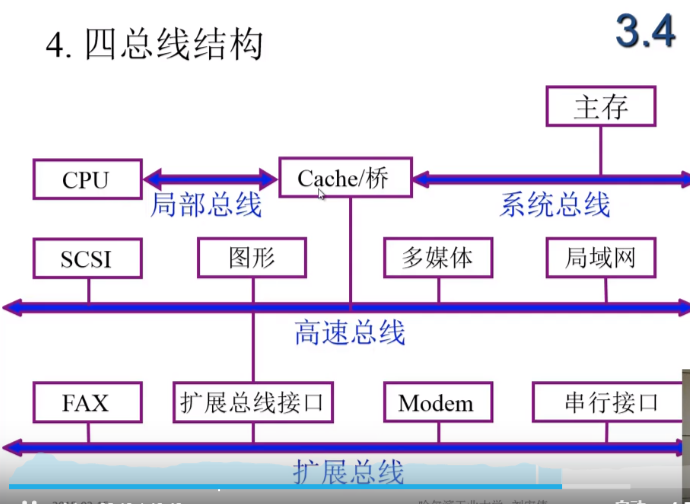 4. 四总线结构
3.4
主存
CPU
Cache/桥
局部总线
系统总线
SCSI
图形
多媒体
局域网
高速总线
FAX
扩展总线接口
Modem
串行接口
扩展总线